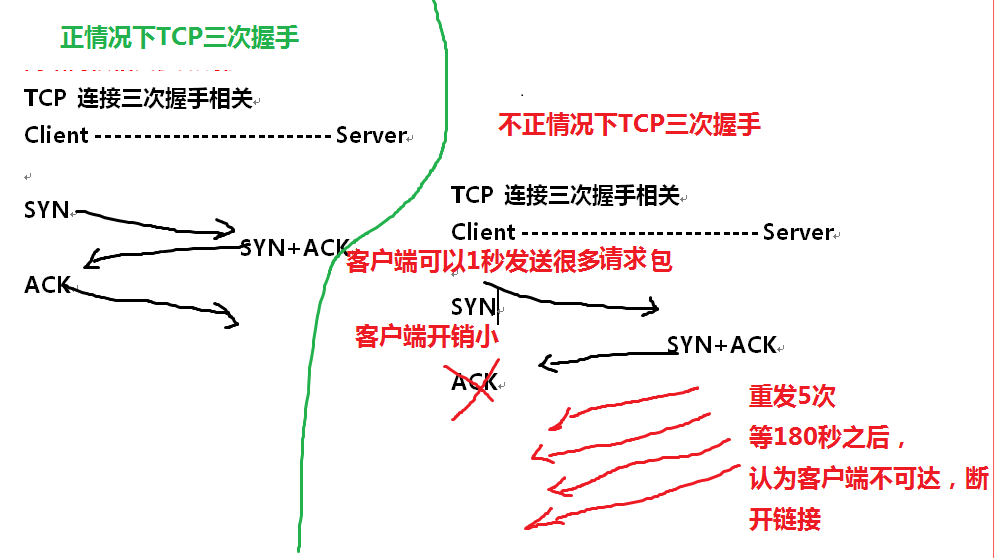 正情况下TCP三次握手
TCP 连接三次握手相关
Client ------------------------ Server
SYN
SYN+ACK
ACK
不正情况下TCP三次握手
TCP 连接三次握手相关
Client ------------------------ Server
客户端可以1秒发送很多请求包
SYN
客户端开销小
SYN+ACK
ACK
重发5次
等180秒之后，
认为客户端不可达，断
开链接